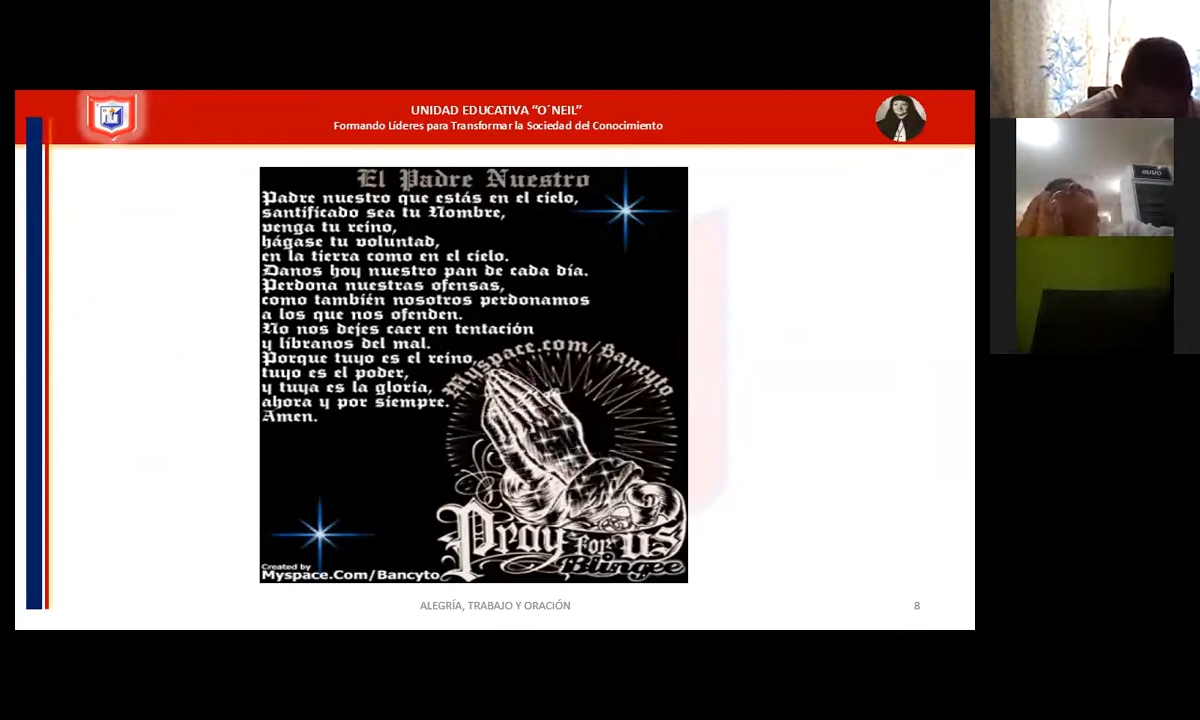 UNIDAD EDUCATIVA “O´NEIL”
Formando Líderes para Transformar la Sociedad del Conocimiento
El Padre Nuestro
Padre nuestro que estás en el cielo,
santificado sea tu Nombre,
venga tu reino,
hágase tu voluntad,
en la tierra como en el cielo.
Danos hoy nuestro pan de cada día.
Perdona nuestras ofensas,
como también nosotros perdonamos
a los que nos ofenden.
No nos dejes caer en tentación
y líbranos del mal.
Porque tuyo es el reino,
tuyo es el poder,
y tuya es la gloria,
ahora y por siempre.
Amen.
Myspace.com/Bancyto
Pray for us
Blingee
Created by
Myspace.Com/Bancyto
ALEGRÍA, TRABAJO Y ORACIÓN
8